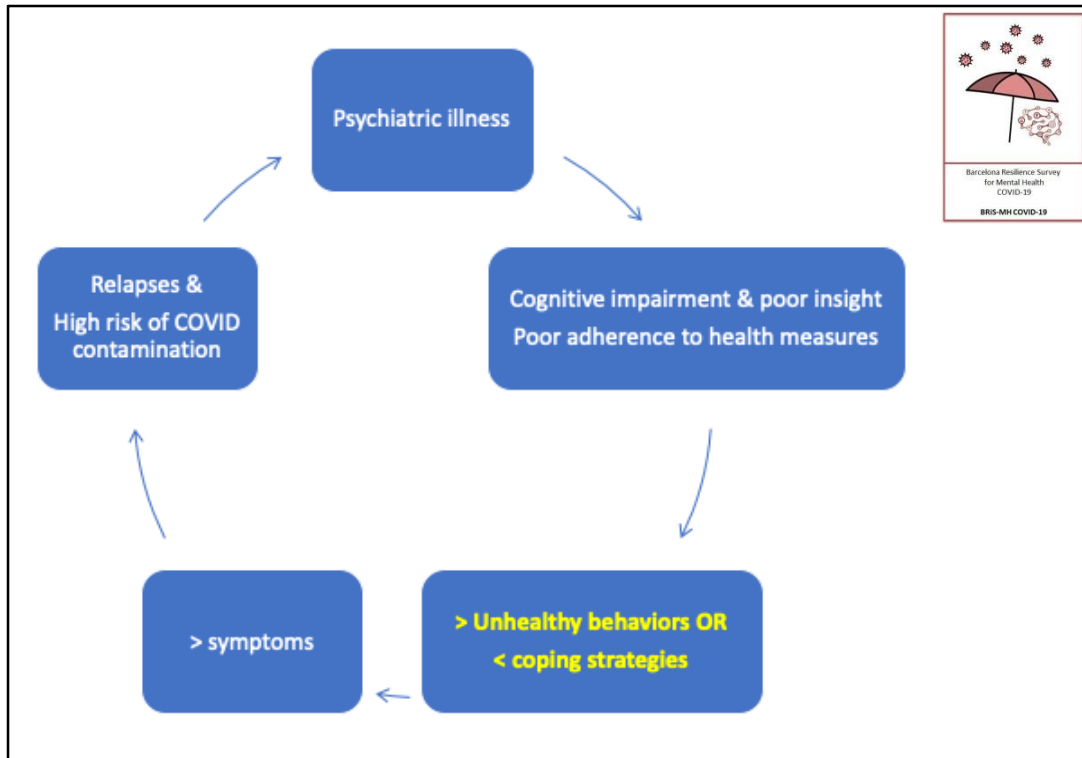 Psychiatric illness
Barcelona Resilience Survey
for Mental Health
COVID-19
BRIS-MH COVID-19
Relapses &
High risk of COVID
contamination
Cognitive impairment & poor insight
Poor adherence to health measures
> symptoms
> Unhealthy behaviors OR
< coping strategies